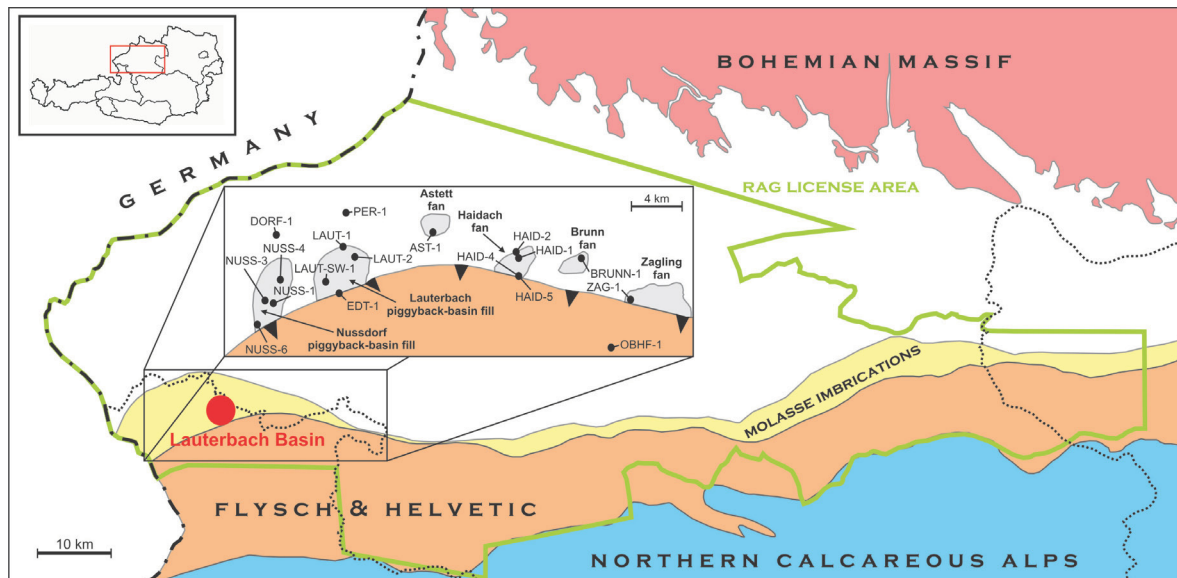 BOHEMIAN MASSIF
GERMANY
RAG LICENSE AREA
Astett
fan
4 km
PER-1
Haidach
fan
DORF-1
LAUT-1
HAID-2
Brunn
fan
NUSS-4
AST-1
HAID-1
NUSS-3
LAUT-2
HAID-4
Zagling
fan
LAUT-SW-1
BRUNN-1
ZAG-1
NUSS-1
EDT-1
Lauterbach
piggyback-basin fill
HAID-5
Nussdorf
piggyback-basin fill
NUSS-6
OBHF-1
MOLASSE IMBRICATIONS
Lauterbach Basin
FLYSCH & HELVETIC
10 km
NORTHERN CALCAREOUS ALPS